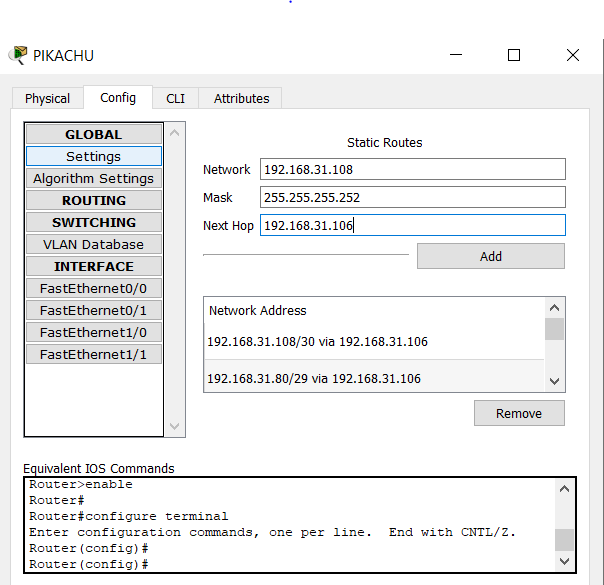 PIKACHU
Physical Config CLI Attributes
GLOBAL
Settings
Algorithm Settings
ROUTING
SWITCHING
VLAN Database
INTERFACE
FastEthernet0/0
FastEthernet0/1
FastEthernet1/0
FastEthernet1/1
Static Routes
Network 192.168.31.108
Mask 255.255.255.252
Next Hop 192.168.31.106
Add
Network Address
192.168.31.108/30 via 192.168.31.106
192.168.31.80/29 via 192.168.31.106
Remove
Equivalent IOS Commands
Router>enable
Router#
Router#configure terminal
Enter configuration commands, one per line.  End with CNTL/Z.
Router(config)#
Router(config)#